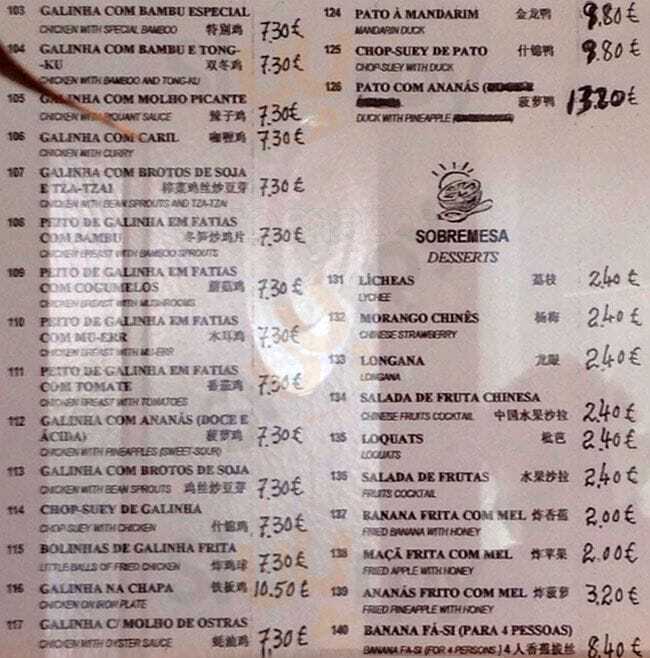 103 GALINHA COM BAMBU ESPECIAL
CHICKEN WITH SPECIAL BAMBOO 特別鸡 7.30€
104 GALINHA COM BAMBU E TONG-
-KU 双冬鸡 7.30€
CHICKEN WITH BAMBOO AND TONG-KU
105 GALINHA COM MOLHO PICANTE
CHICKEN WITH PIQUANT SAUCE 辣子鸡 7.30€
106 GALINHA COM CARIL 咖喱鸡 7.30€
CHICKEN WITH CURRY
107 GALINHA COM BROTOS DE SOJA
E TZA-TZAI 榨菜鸡丝炒豆芽 7.30€
CHICKEN WITH BEAN SPROUTS AND TZA-TZAI
108 PEITO DE GALINHA EM FATIAS
COM BAMBU 冬笋炒鸡片 7.30€
CHICKEN BREAST WITH BAMBOO SPROUTS
109 PEITO DE GALINHA EM FATIAS
COM COGUMELOS 蘑菇鸡 7.30€
CHICKEN BREAST WITH MUSHROOMS
110 PEITO DE GALINHA EM FATIAS
COM MU-ERR 木耳鸡 7.30€
CHICKEN BREAST WITH MU-ERR
111 PEITO DE GALINHA EM FATIAS
COM TOMATE 番茄鸡 7.30€
CHICKEN BREAST WITH TOMATOES
112 GALINHA COM ANANÁS (DOCE E
ÁCIDA) 菠萝鸡 7.30€
CHICKEN WITH PINEAPPLES (SWEET-SOUR)
113 GALINHA COM BROTOS DE SOJA
CHICKEN WITH BEAN SPROUTS 鸡丝炒豆芽 7.30€
114 CHOP-SUEY DE GALINHA
CHOP-SUEY WITH CHICKEN 什锦鸡 7.30€
115 BOLINHAS DE GALINHA FRITA
LITTLE BALLS OF FRIED CHICKEN 炸鸡球 7.30€
116 GALINHA NA CHAPA 铁板鸡 10.50€
CHICKEN ON IRON PLATE
117 GALINHA C/ MOLHO DE OSTRAS
CHICKEN WITH OYSTER SAUCE 蚝油鸡 7.30€
124 PATO À MANDARIM 金龙鸭 9.80€
MANDARIN DUCK
125 CHOP-SUEY DE PATO 什锦鸭 9.80€
CHOP-SUEY WITH DUCK
126 PATO COM ANANÁS (
菠萝鸭 13.20€
DUCK WITH PINEAPPLE
SOBREMESA
DESSERTS
131 LÍCHEAS 荔枝 2.40€
LYCHEE
132 MORANGO CHINÊS 杨梅 2.40€
CHINESE STRAWBERRY
133 LONGANA 龙眼 2.40€
LONGANA
134 SALADA DE FRUTA CHINESA
CHINESE FRUITS COCKTAIL 中国水果沙拉 2.40€
135 LOQUATS 枇芭 2.40€
LOQUATS
136 SALADA DE FRUTAS 水果沙拉 2.40€
FRUITS COCKTAIL
137 BANANA FRITA COM MEL 炸香蕉 2.00€
FRIED BANANA WITH HONEY
138 MAÇÃ FRITA COM MEL 炸苹果 2.00€
FRIED APPLE WITH HONEY
139 ANANÁS FRITO COM MEL 炸菠萝 3.20€
FRIED PINEAPPLE WITH HONEY
140 BANANA FÁ-SI (PARA 4 PESSOAS)
BANANA FA-SI (FOR 4 PERSONS) 4人香蕉拔丝 8.40€